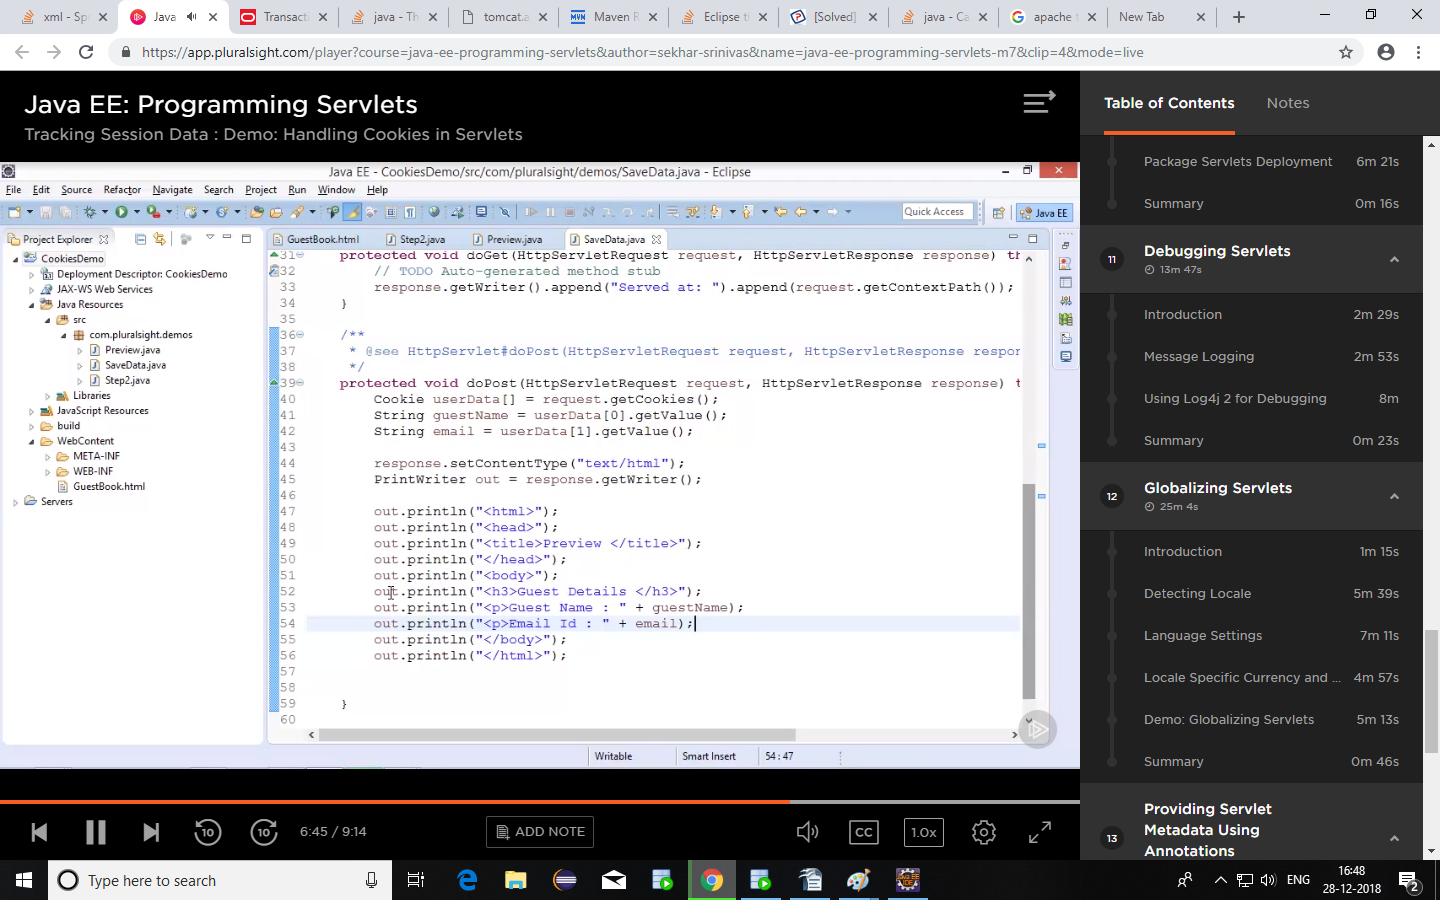 xml - Spr
Java
Transacti
java - Th
tomcat.a
Maven R
Eclipse ti
[Solved]
java - Ca
apache t
New Tab
https://app.pluralsight.com/player?course=java-ee-programming-servlets&author=sekhar-srinivas&name=java-ee-programming-servlets-m7&clip=4&mode=live
Java EE: Programming Servlets
Tracking Session Data : Demo: Handling Cookies in Servlets
Java EE - CookiesDemo/src/com/pluralsight/demos/SaveData.java - Eclipse
File Edit Source Refactor Navigate Search Project Run Window Help
Quick Access
Java EE
Project Explorer
CookiesDemo
Deployment Descriptor: CookiesDemo
JAX-WS Web Services
Java Resources
src
com.pluralsight.demos
Preview.java
SaveData.java
Step2.java
Libraries
JavaScript Resources
build
WebContent
META-INF
WEB-INF
GuestBook.html
Servers
GuestBook.html Step2.java Preview.java SaveData.java
31 protected void doGet(HttpServletRequest request, HttpServletResponse response) th
32 // TODO Auto-generated method stub
33 response.getWriter().append("Served at: ").append(request.getContextPath());
34 }
35
36 /**
37 * @see HttpServlet#doPost(HttpServletRequest request, HttpServletResponse respon
38 */
39 protected void doPost(HttpServletRequest request, HttpServletResponse response) t
40 Cookie userData[] = request.getCookies();
41 String guestName = userData[0].getValue();
42 String email = userData[1].getValue();
43
44 response.setContentType("text/html");
45 PrintWriter out = response.getWriter();
46
47 out.println("<html>");
48 out.println("<head>");
49 out.println("<title>Preview </title>");
50 out.println("</head>");
51 out.println("<body>");
52 out.println("<h3>Guest Details </h3>");
53 out.println("<p>Guest Name : " + guestName);
54 out.println("<p>Email Id : " + email);
55 out.println("</body>");
56 out.println("</html>");
57
58
59 }
60
Writable Smart Insert 54 : 47
6:45 / 9:14
10
10
ADD NOTE
CC
1.0x
Table of Contents Notes
Package Servlets Deployment 6m 21s
Summary 0m 16s
11 Debugging Servlets
13m 47s
Introduction 2m 29s
Message Logging 2m 53s
Using Log4j 2 for Debugging 8m
Summary 0m 23s
12 Globalizing Servlets
25m 4s
Introduction 1m 15s
Detecting Locale 5m 39s
Language Settings 7m 11s
Locale Specific Currency and ... 4m 57s
Demo: Globalizing Servlets 5m 13s
Summary 0m 46s
13 Providing Servlet
Metadata Using
Annotations
Type here to search
ENG
16:48
28-12-2018
2